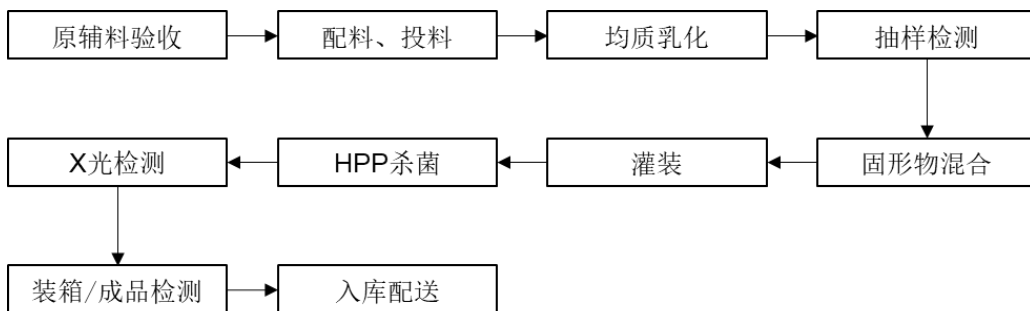 原辅料验收
配料、投料
均质乳化
抽样检测
固形物混合
灌装
HPP杀菌
X光检测
装箱/成品检测
入库配送